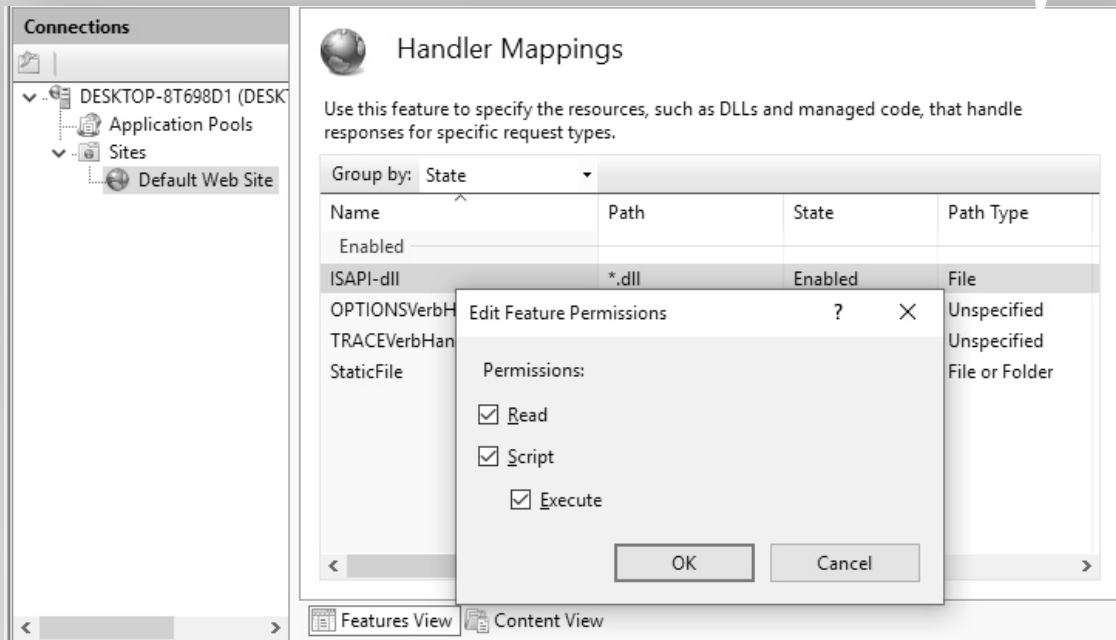 Connections
DESKTOP-8T698D1 (DESK
Application Pools
Sites
Default Web Site
Handler Mappings
Use this feature to specify the resources, such as DLLs and managed code, that handle
responses for specific request types.
Group by: State
Name Path State Path Type
Enabled
ISAPI-dll *.dll Enabled File
OPTIONSVerbH Unspecified
TRACEVerbHan Unspecified
StaticFile File or Folder
Edit Feature Permissions ?
Permissions:
Read
Script
Execute
OK Cancel
Features View Content View